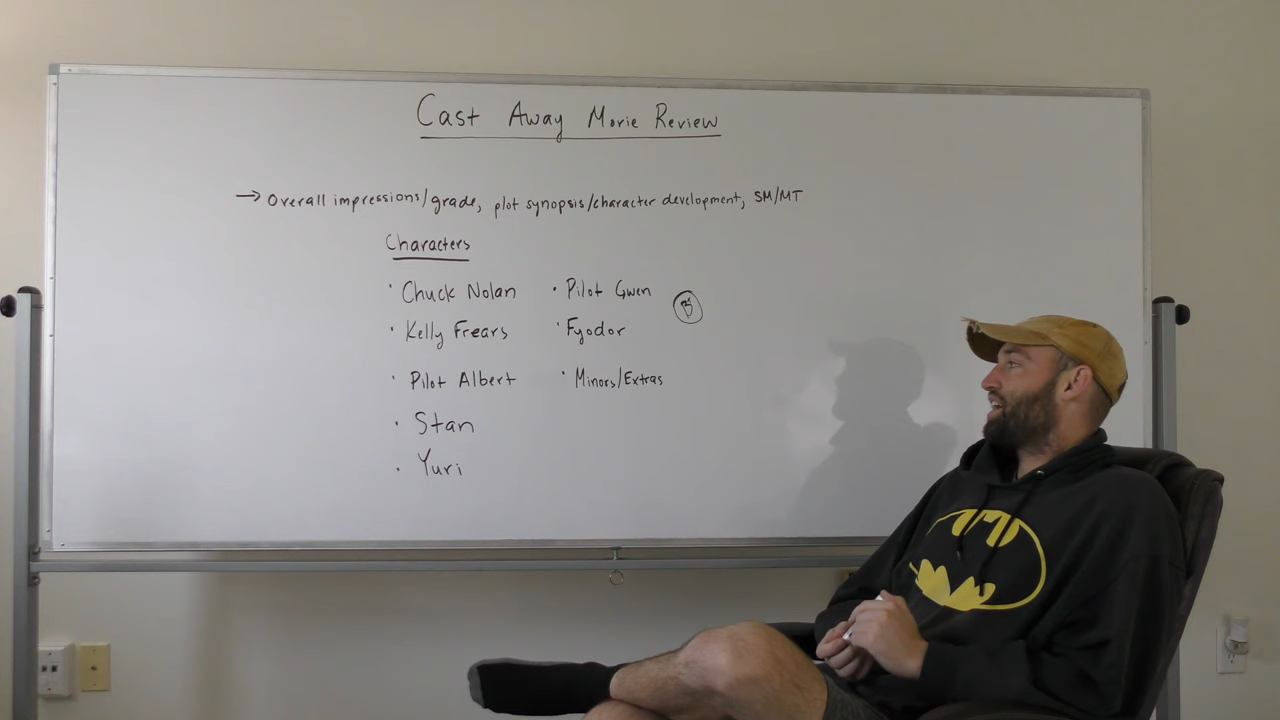 Cast Away Movie Review
→ Overall impressions/grade, plot synopsis/character development, SM/MT
Characters
· Chuck Nolan
· Kelly Frears
· Pilot Albert
· Stan
· Yuri
· Pilot Gwen
· Fyodor
· Minors/Extras